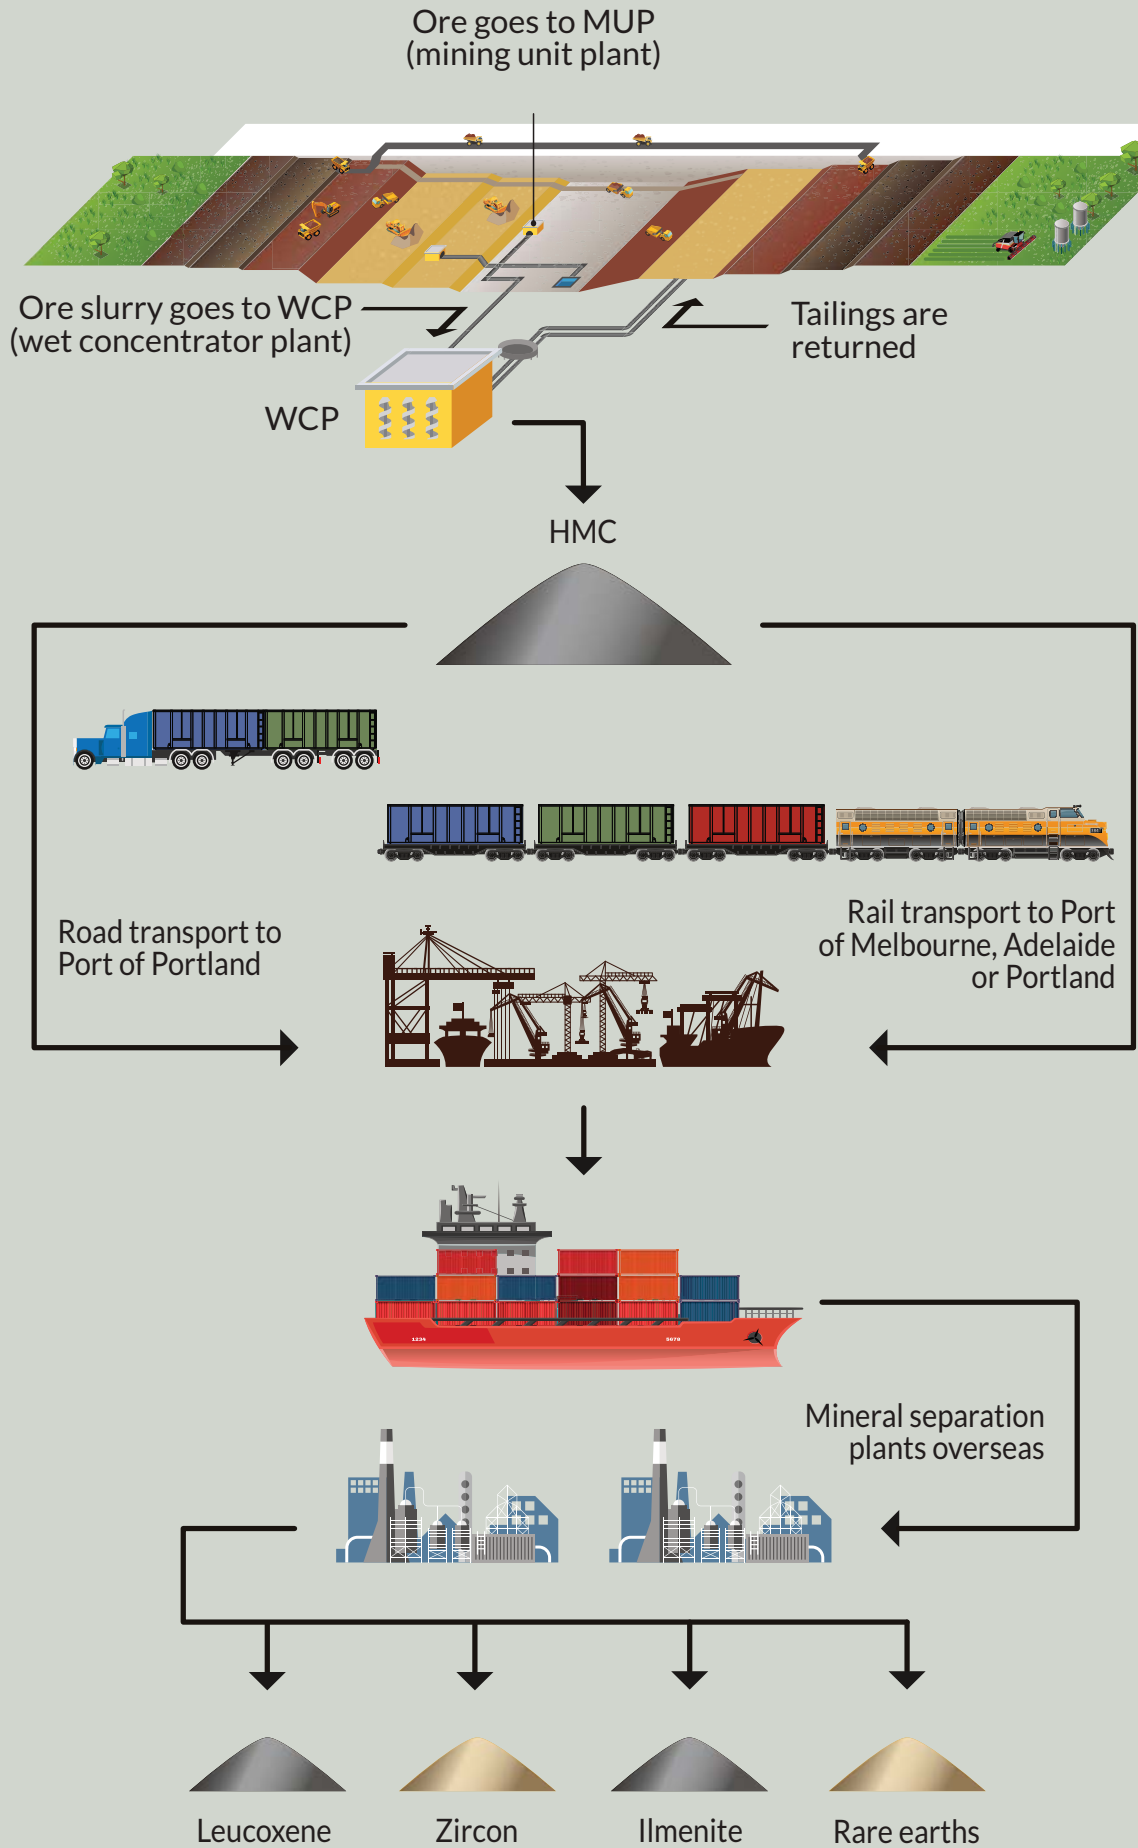 Ore goes to MUP
(mining unit plant)
Ore slurry goes to WCP
(wet concentrator plant)
Tailings are
returned
WCP
HMC
Road transport to
Port of Portland
Rail transport to Port
of Melbourne, Adelaide
or Portland
1234
5678
Mineral separation
plants overseas
Leucoxene
Zircon
Ilmenite
Rare earths